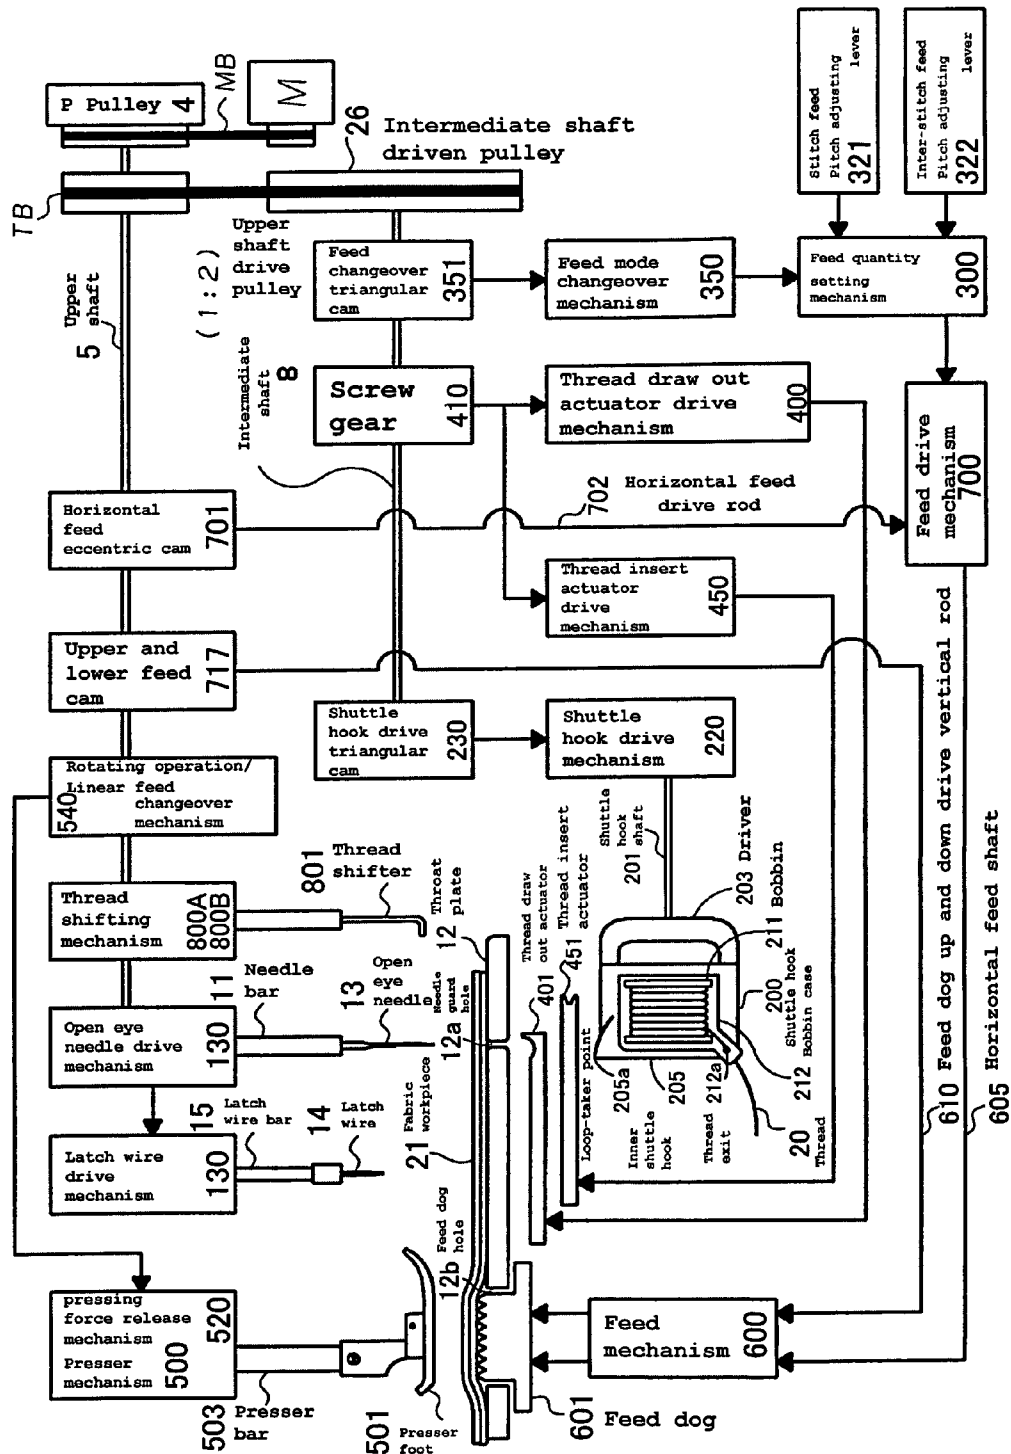 P Pulley 4
MB
M
TB
26
Intermediate shaft
driven pulley
Stitch feed
Pitch adjusting
lever
321
Inter-stitch feed
Pitch adjusting
lever
322
Upper
shaft
5
(1:2)
Upper
shaft
drive
pulley
Feed
changeover
triangular
cam
351
Feed mode
changeover
mechanism
350
Feed quantity
setting
mechanism
300
Intermediate
shaft
8
Screw
gear
410
Thread draw out
actuator drive
mechanism
400
Feed drive
mechanism
700
Horizontal
feed
eccentric cam
701
702
Horizontal feed
drive rod
Thread insert
actuator
drive
mechanism
450
Upper and
lower feed
cam
717
Shuttle
hook drive
triangular
cam
230
Shuttle
hook drive
mechanism
220
Rotating operation/
Linear feed
changeover
mechanism
540
Thread
shifting
mechanism
800A
800B
801
Thread
shifter
Throat
plate
12
Thread draw
out actuator
401
Thread insert
actuator
451
Shuttle
hook
shaft
201
203 Driver
211 Bobbin
Shuttle hook
200
Bobbin case
212
212a
205
205a
Loop-taker point
Inner
shuttle
hook
Thread
exit
20
Thread
Open eye
needle drive
mechanism
130
11
Needle
bar
13
Open
eye
needle
Needle
guard
hole
12a
Latch wire
drive
mechanism
130
15
Latch
wire bar
14
Latch
wire
21
Fabric
workpiece
Feed dog
hole
12b
pressing
force release
mechanism
520
Presser
mechanism
500
503
Presser
bar
501
Presser
foot
601
Feed dog
Feed
mechanism
600
610 Feed dog up and down drive vertical rod
605 Horizontal feed shaft